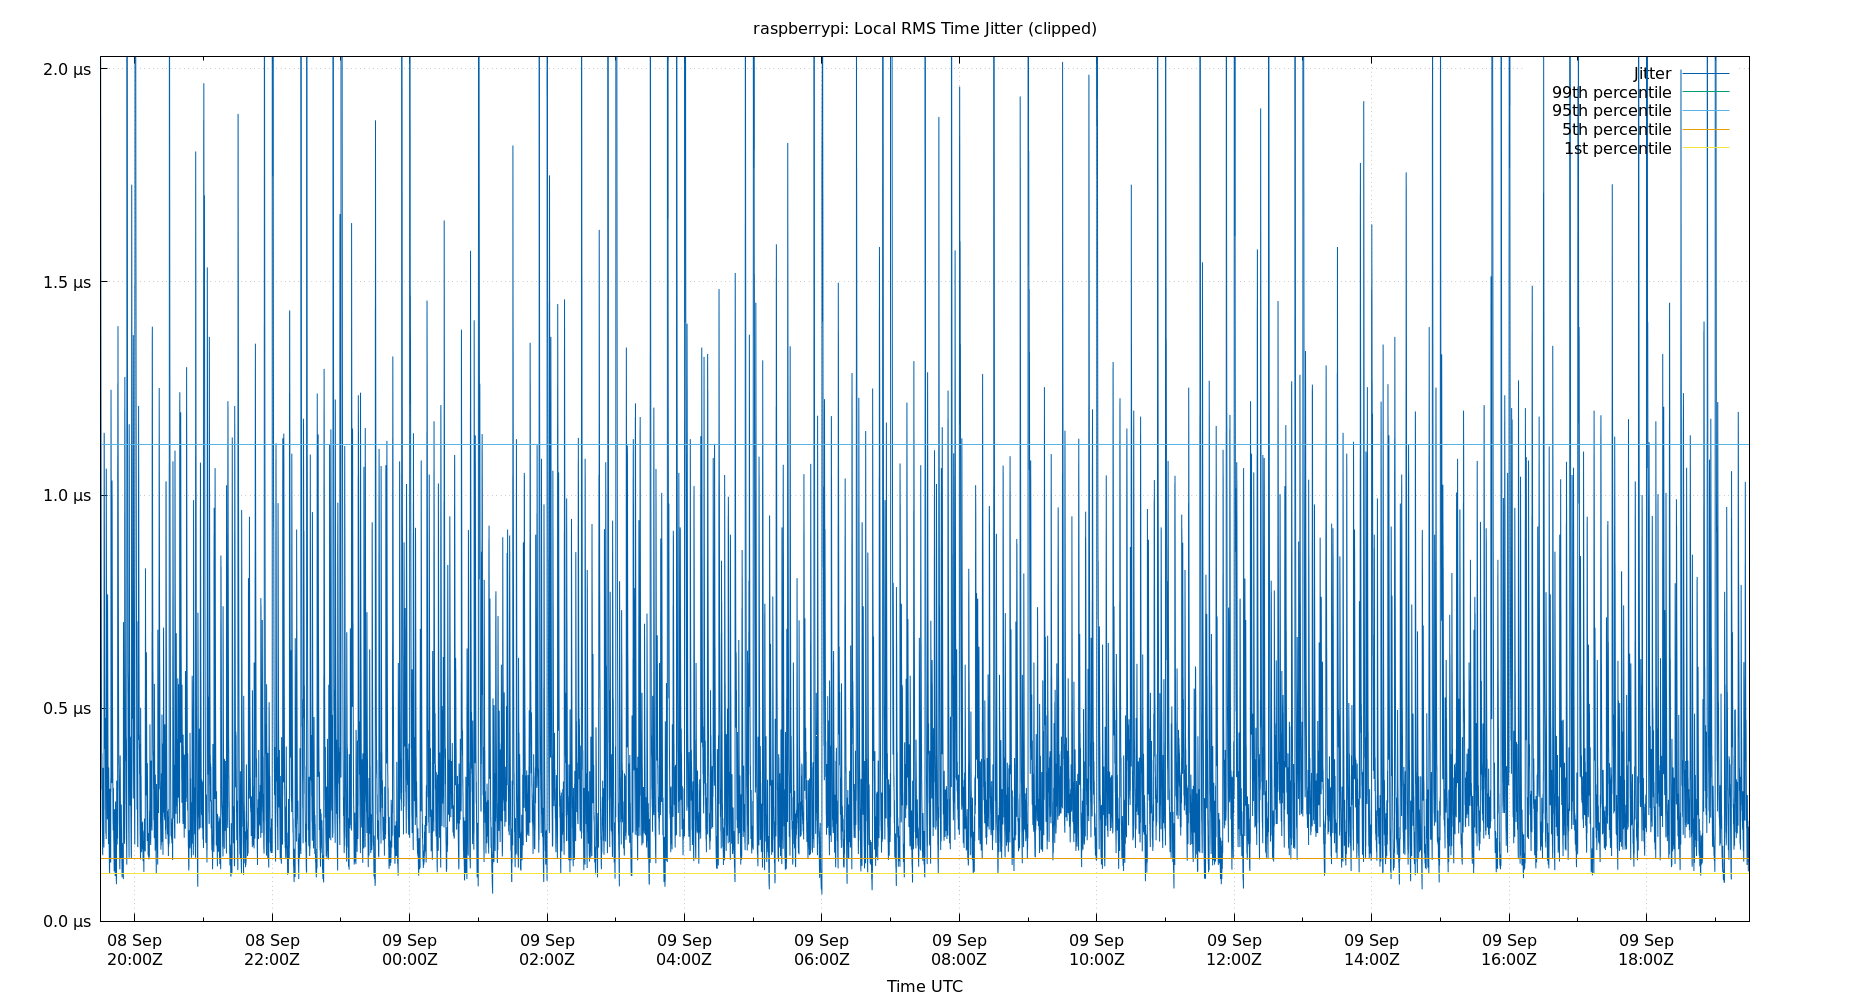 raspberrypi: Local RMS Time Jitter (clipped)
2.0 µs
1.5 µs
1.0 µs
0.5 µs
0.0 µs
Jitter
99th percentile
95th percentile
5th percentile
1st percentile
08 Sep 08 Sep 09 Sep 09 Sep 09 Sep 09 Sep 09 Sep 09 Sep 09 Sep 09 Sep 09 Sep 09 Sep
20:00Z 22:00Z 00:00Z 02:00Z 04:00Z 06:00Z 08:00Z 10:00Z 12:00Z 14:00Z 16:00Z 18:00Z
Time UTC